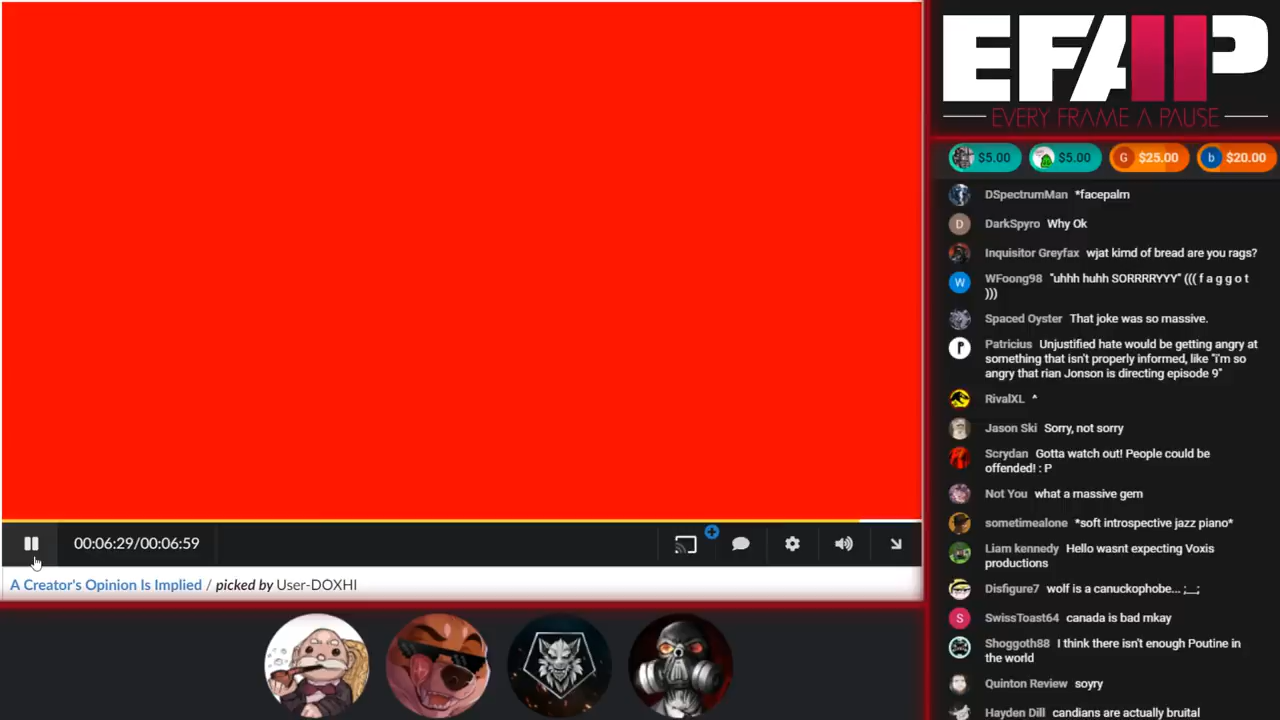 EFAP
EVERY FRAME A PAUSE
$5.00 $5.00 G $25.00 b $20.00
DSpectrumMan *facepalm
D DarkSpyro Why Ok
Inquisitor Greyfax wjat kimd of bread are you rags?
W WFoong98 "uhhh huhh SORRRRYYY" ((( f a g g o t
)))
Spaced Oyster That joke was so massive.
Patricius Unjustified hate would be getting angry at
something that isn't properly informed, like "i'm so
angry that rian Jonson is directing episode 9"
RivalXL ^
Jason Ski Sorry, not sorry
Scrydan Gotta watch out! People could be
offended! : P
Not You what a massive gem
sometimealone *soft introspective jazz piano*
Liam kennedy Hello wasnt expecting Voxis
productions
Disfigure7 wolf is a canuckophobe... ;__;
S SwissToast64 canada is bad mkay
Shoggoth88 I think there isn't enough Poutine in
the world
Quinton Review soyry
Hayden Dill candians are actually bruital
00:06:29/00:06:59
A Creator's Opinion Is Implied / picked by User-DOXHI